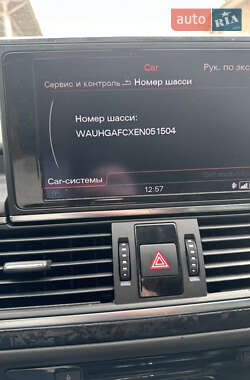 auto RIA
Car
Рук. по эк
Сервис и контроль Номер шасси
Номер шасси:
WAUHGAFCXEN051504
Car-системы
12:57